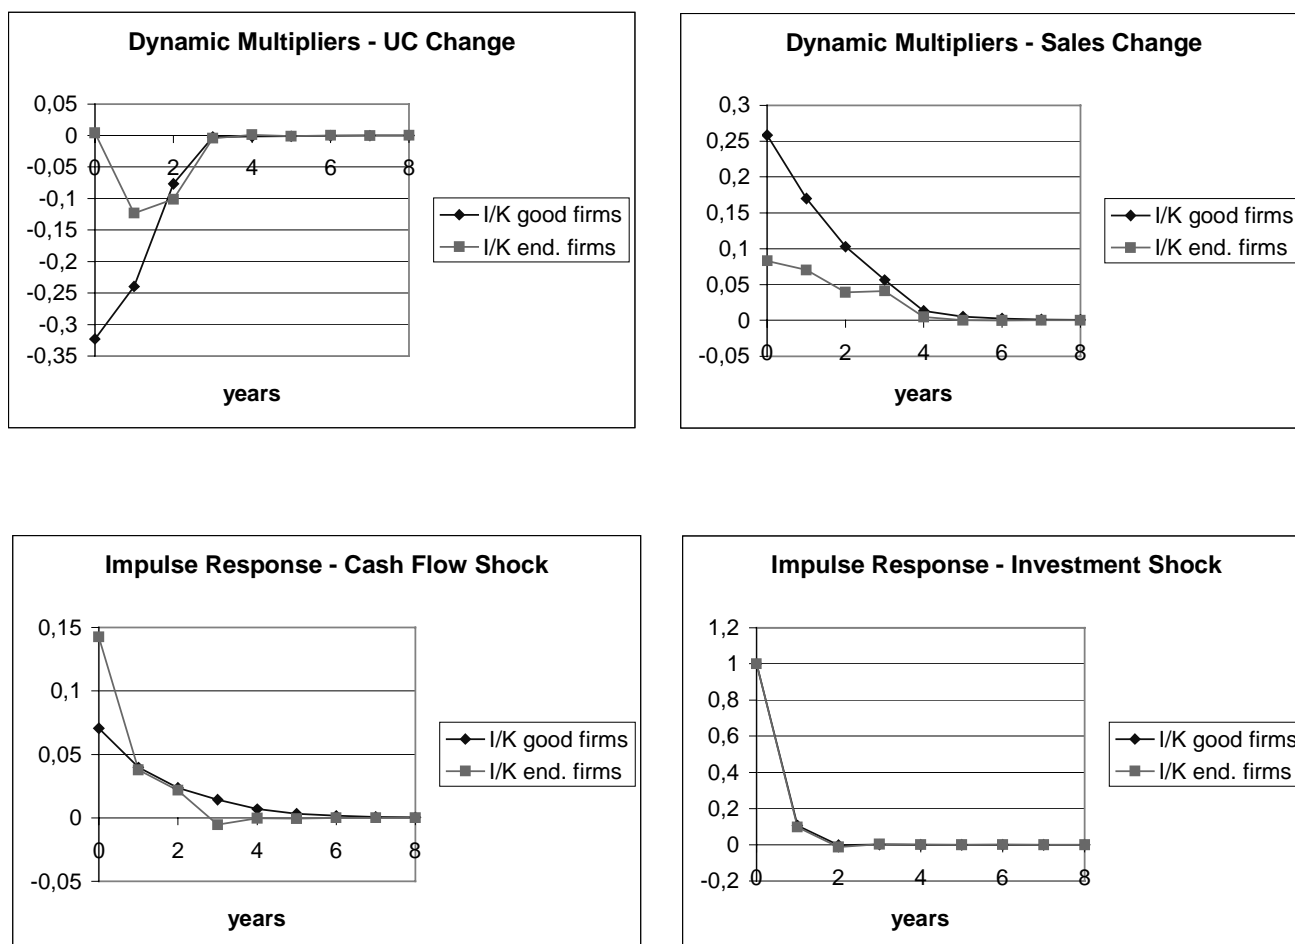 Dynamic Multipliers - UC Change
0,05
0
-0,05
-0,1
-0,15
-0,2
-0,25
-0,3
-0,35
0 2 4 6 8
years
I/K good firms
I/K end. firms
Dynamic Multipliers - Sales Change
0,3
0,25
0,2
0,15
0,1
0,05
0
-0,05
0 2 4 6 8
years
I/K good firms
I/K end. firms
Impulse Response - Cash Flow Shock
0,15
0,1
0,05
0
-0,05
0 2 4 6 8
years
I/K good firms
I/K end. firms
Impulse Response - Investment Shock
1,2
1
0,8
0,6
0,4
0,2
0
-0,2
0 2 4 6 8
years
I/K good firms
I/K end. firms